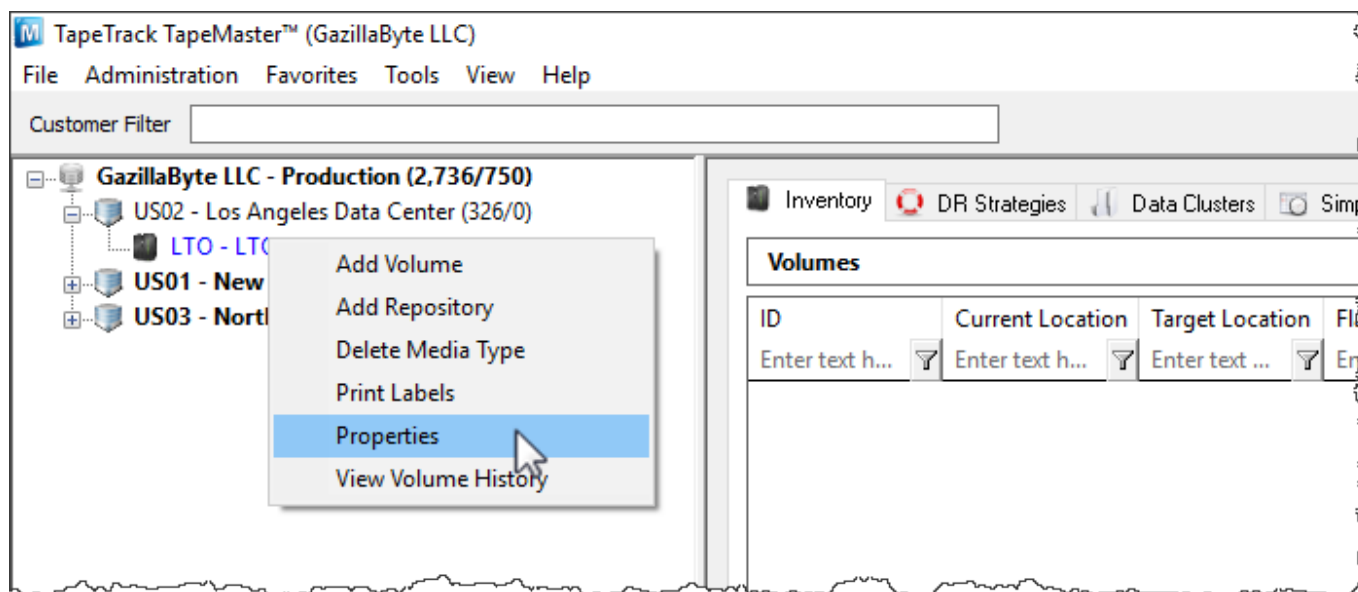 TapeTrack TapeMaster™ (GazillaByte LLC)
File Administration Favorites Tools View Help
Customer Filter
GazillaByte LLC - Production (2,736/750)
US02 - Los Angeles Data Center (326/0)
LTO -
US01 - New
US03 -
Add Volume
Add Repository
Delete Media Type
Print Labels
Properties
View Volume History
Inventory DR Strategies Data Clusters
Volumes
ID Current Location Target Location
Enter text h... Enter text h... Enter text ...